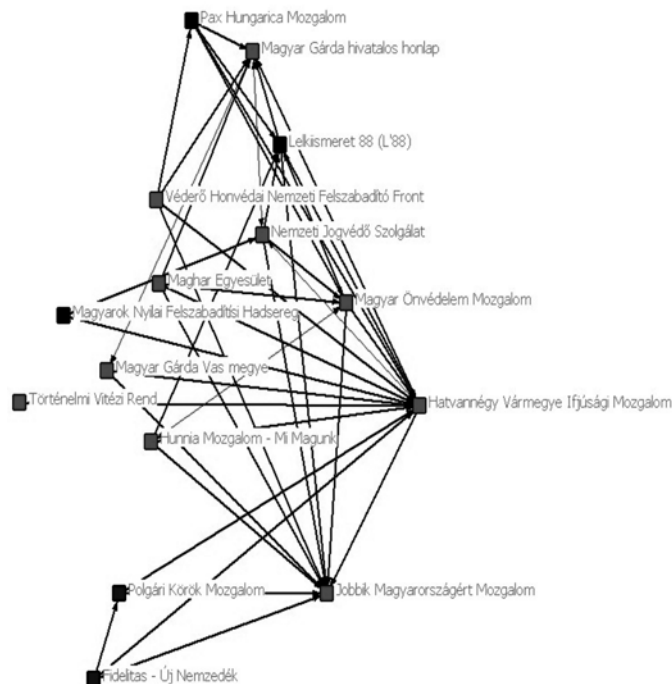 Pax Hungarica Mozgalom
Magyar Gárda hivatalos honlap
Lelkiismeret 88 (L'88)
Véderő Honvédai Nemzeti Felszabadító Front
Nemzeti Jogvédő Szolgálat
Maghar Egyesület
Magyar Önvédelem Mozgalom
Magyarok Nyilai Felszabadítisi Hadsereg
Magyar Gárda Vas megye
Történelmi Vitézi Rend
Hatvannégy Vármegye Ifjúsági Mozgalom
Hunnia Mozgalom - Mi Magunk
Polgári Körök Mozgalom
Jobbik Magyarországért Mozgalom
Fidelitas - Új Nemzedék